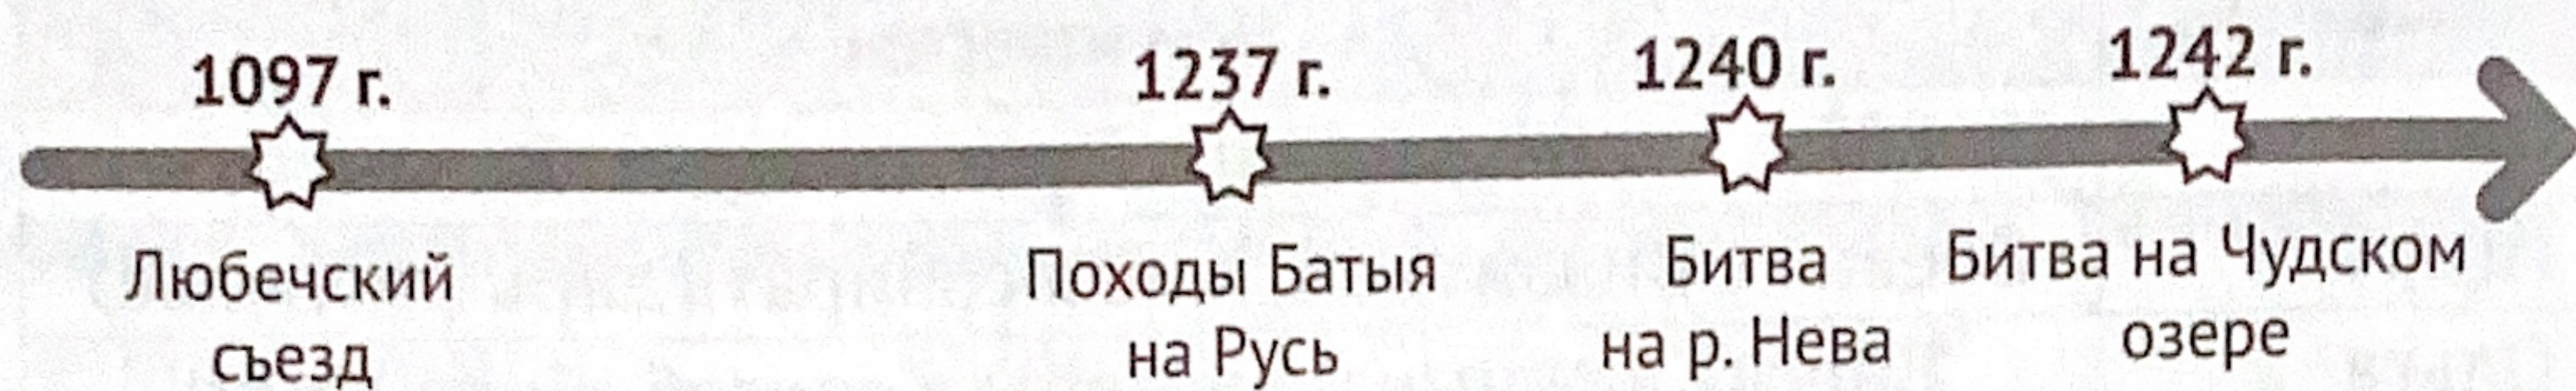 1097 г.
1237 г.
1240 г.
1242 г.
Любечский
съезд
Походы Батыя
на Русь
Битва
на р. Нева
Битва на Чудском
озере